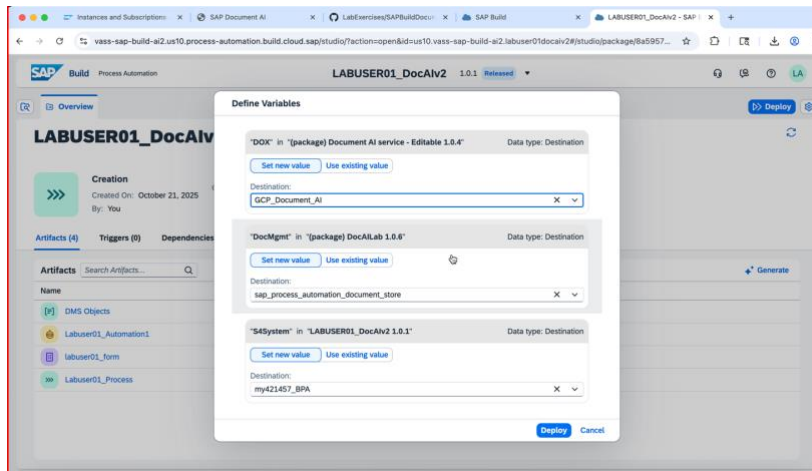 Instances and Subscriptions
SAP Document AI
LabExercises/SAPBuildDocu
SAP Build
LABUSER01_DocAIv2 - SAP
vass-sap-build-ai2.us10.process-automation.build.cloud.sap/studio/?action=open&id=us10.vass-sap-build-ai2.labuser01docaiv2#/studio/package/8a5957...
SAP Build Process Automation
LABUSER01_DocAIv2 1.0.1 Released
LA
Overview
Deploy
LABUSER01_DocAIv
Creation
Created On: October 21, 2025
By: You
Artifacts (4) Triggers (0) Dependencies
Artifacts Search Artifacts...
Generate
Name
DMS Objects
Labuser01_Automation1
labuser01_form
Labuser01_Process
Define Variables
"DOX" in "(package) Document AI service - Editable 1.0.4" Data type: Destination
Set new value Use existing value
Destination:
GCP_Document_AI
"DocMgmt" in "(package) DocAILab 1.0.6" Data type: Destination
Set new value Use existing value
Destination:
sap_process_automation_document_store
"S4System" in "LABUSER01_DocAIv2 1.0.1" Data type: Destination
Set new value Use existing value
Destination:
my421457_BPA
Deploy Cancel